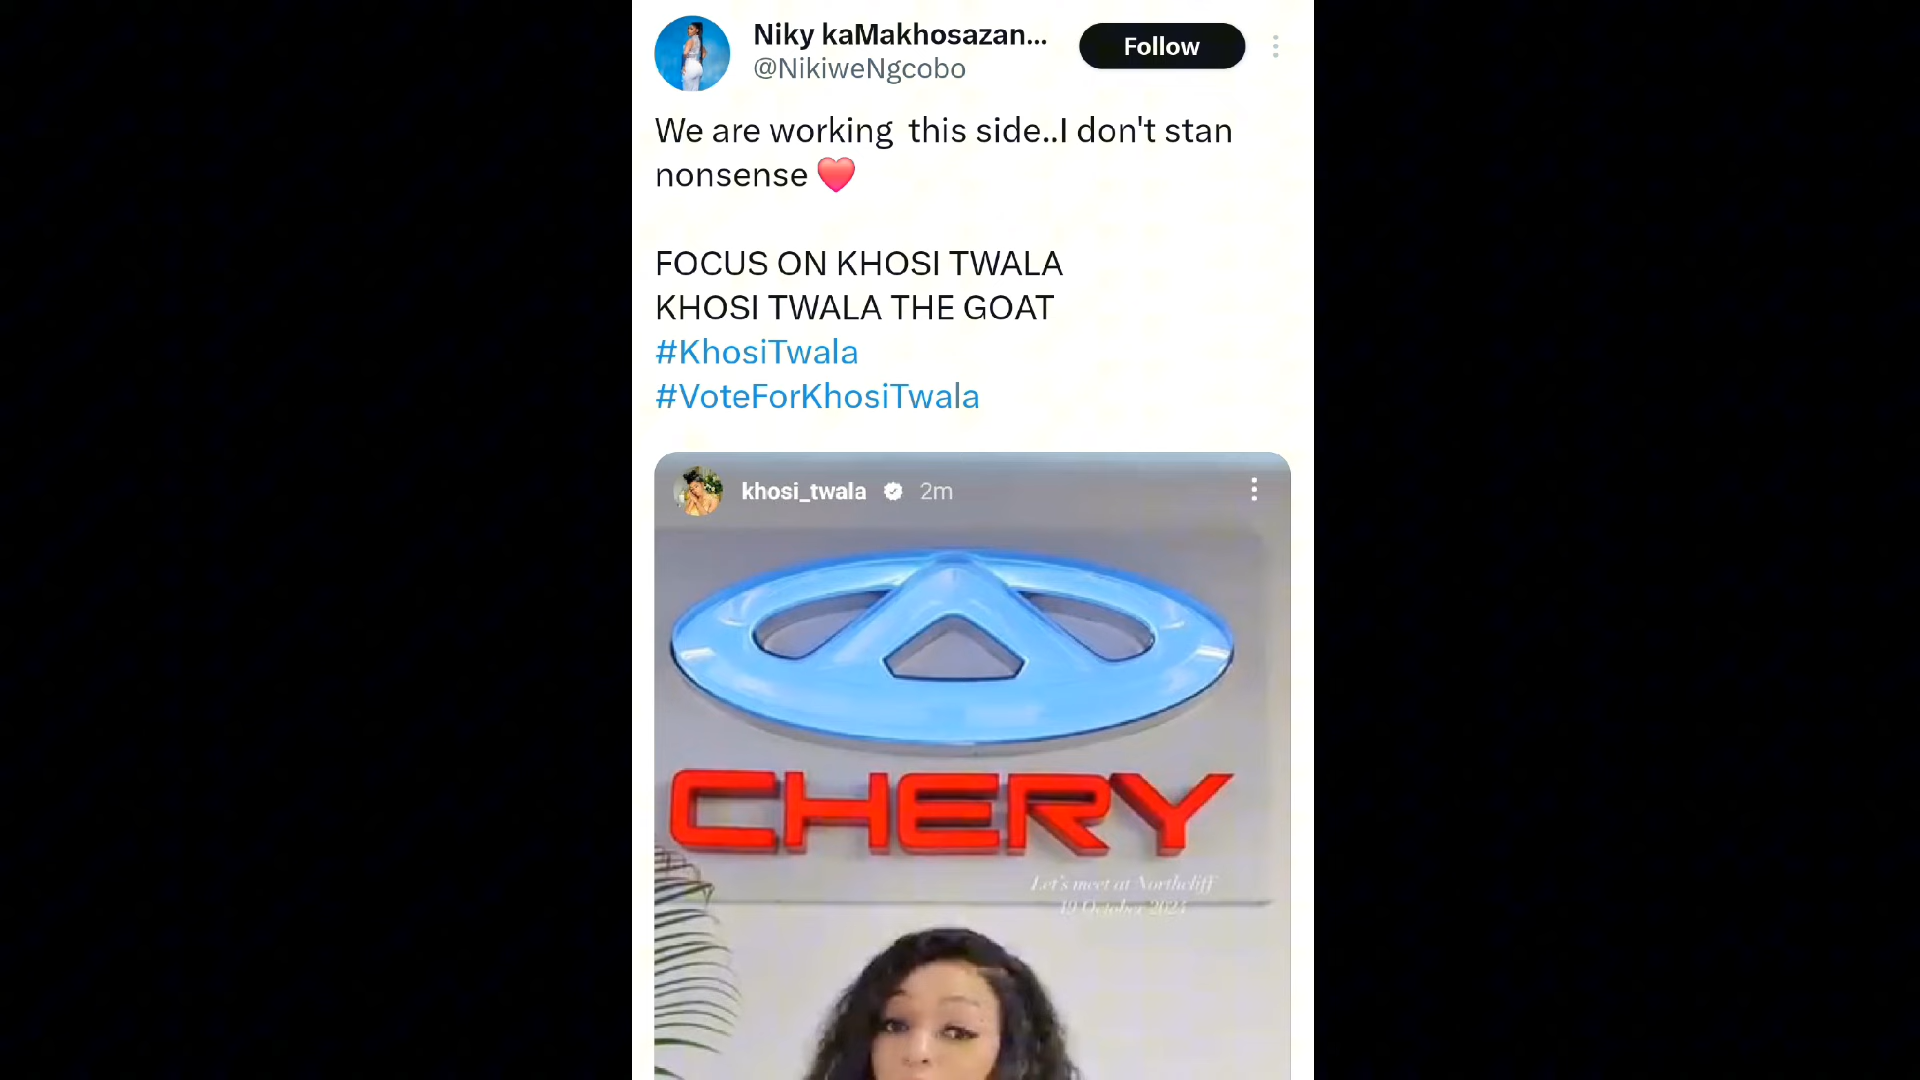 Niky kaMakhosazan...
Follow
@NikiweNgcobo
We are working  this side..I don't stan
nonsense ❤️
FOCUS ON KHOSI TWALA
KHOSI TWALA THE GOAT
#KhosiTwala
#VoteForKhosiTwala
khosi_twala 2m
CHERY
Let's meet at Northcliff
19 October 2024